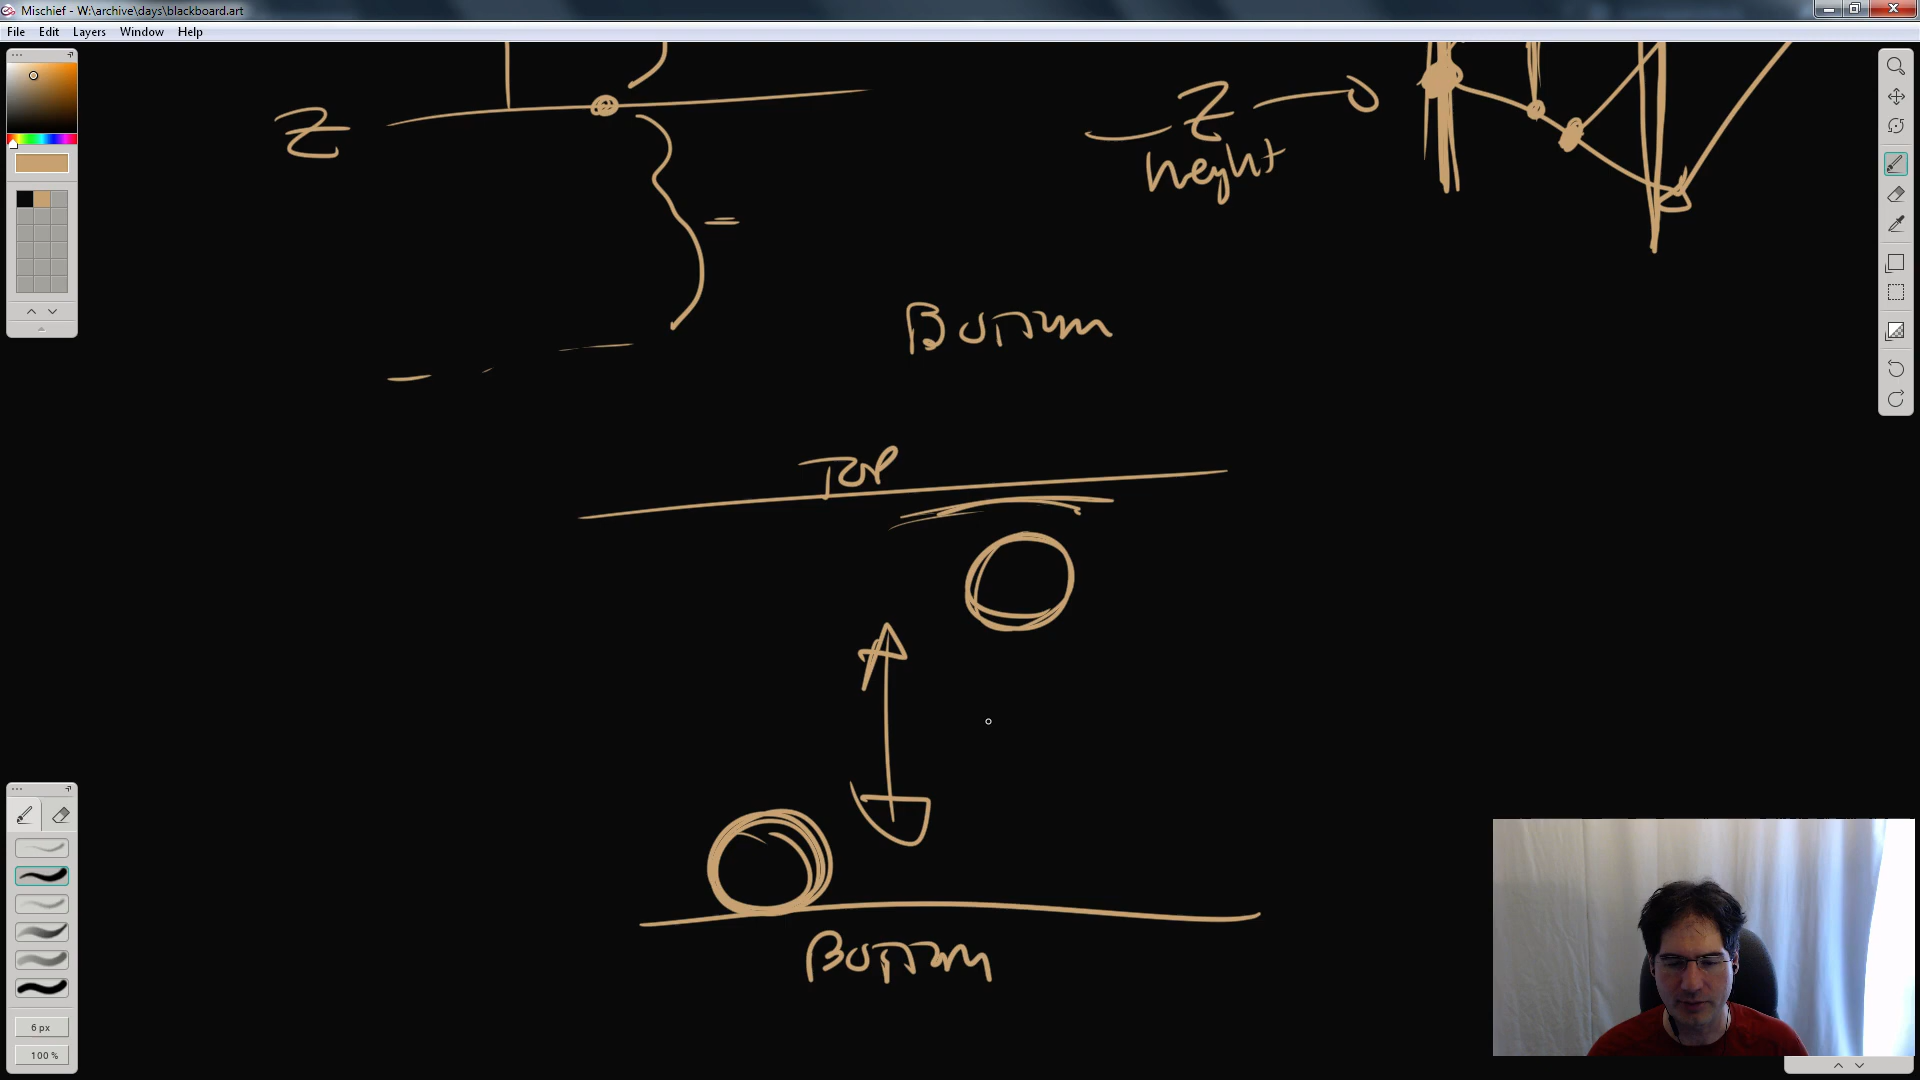 Mischief - W:\archive\days\blackboard.art
File Edit Layers Window Help
Z
Z
height
Bottom
TOP
Bottom
6 px
100 %